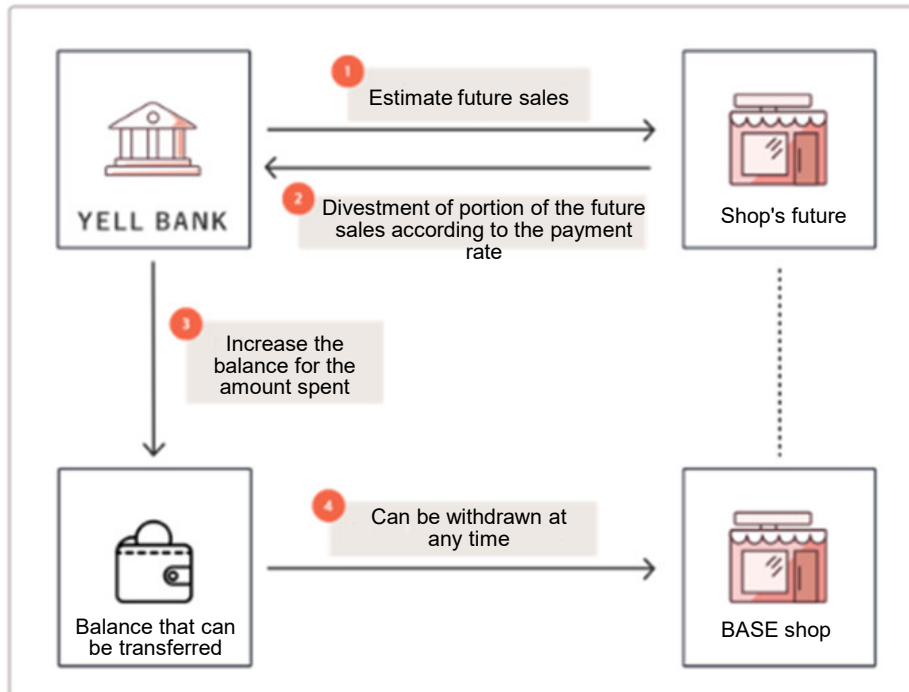 1
Estimate future sales
YELL BANK
2
Divestment of portion of the future
sales according to the payment
rate
Shop's future
3
Increase the
balance for the
amount spent
4
Can be withdrawn at
any time
Balance that can
be transferred
BASE shop